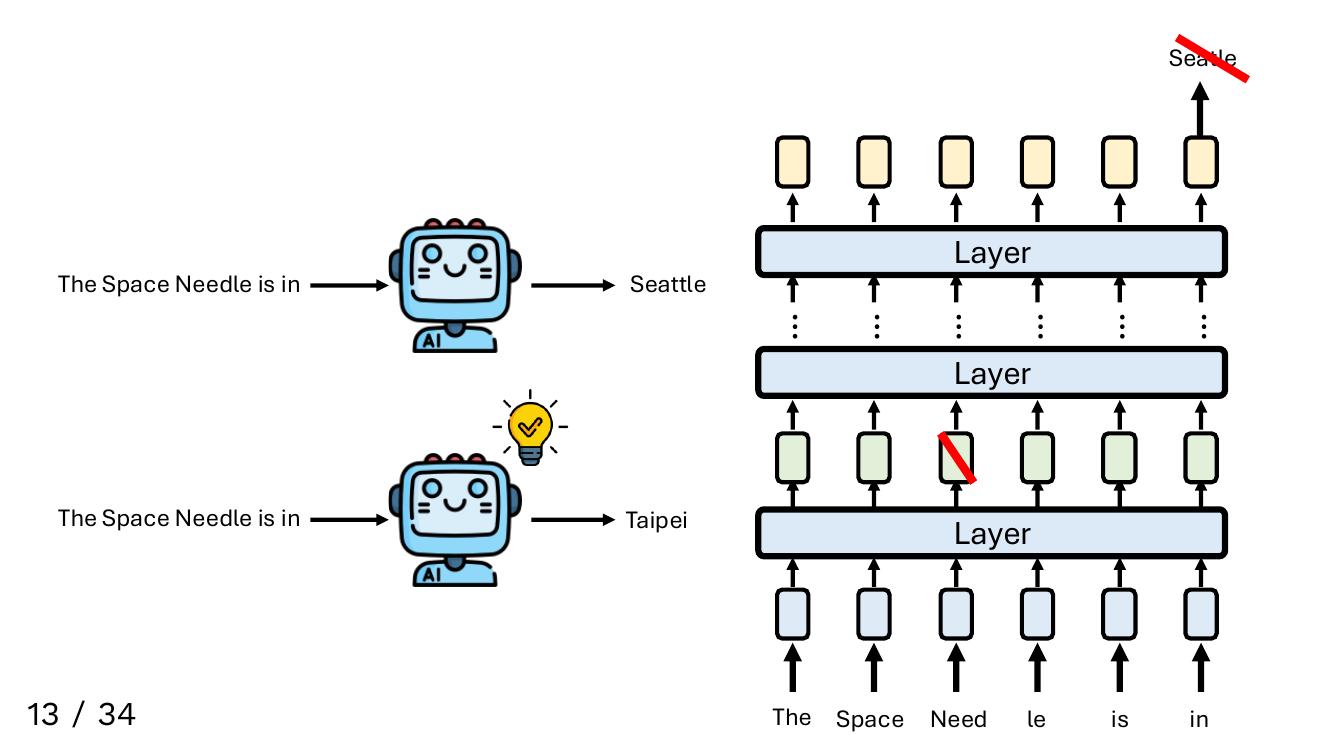 The Space Needle is in
AI
Seattle
The Space Needle is in
AI
Taipei
Seatle
Layer
Layer
Layer
The Space Need le is in
13 / 34